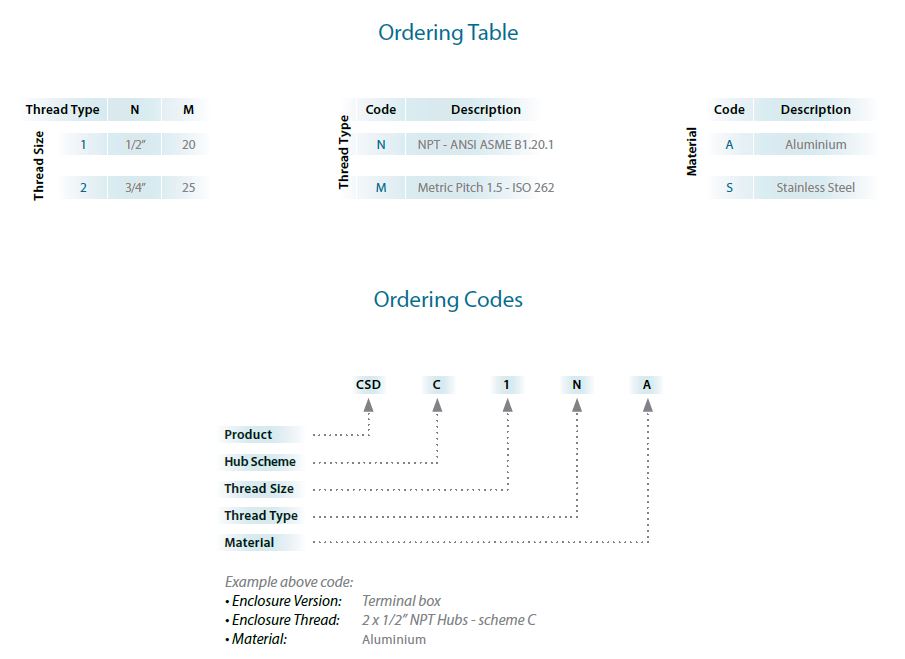 Ordering Table
Thread Type N M
Thread Size
1 1/2” 20
2 3/4” 25
Code Description
Thread Type
N NPT - ANSI ASME B1.20.1
M Metric Pitch 1.5 - ISO 262
Code Description
Material
A Aluminium
S Stainless Steel
Ordering Codes
CSD C 1 N A
Product
Hub Scheme
Thread Size
Thread Type
Material
Example above code:
• Enclosure Version: Terminal box
• Enclosure Thread: 2 x 1/2” NPT Hubs - scheme C
• Material: Aluminium